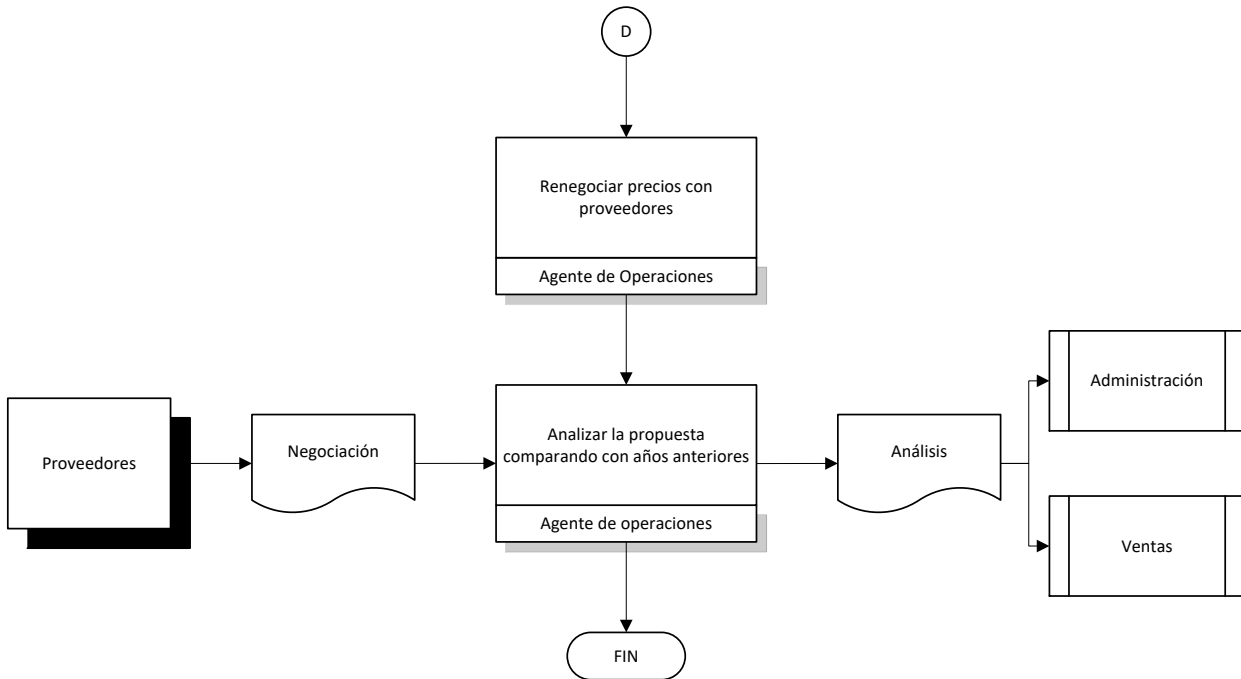 D
Renegociar precios con
proveedores
Agente de Operaciones
Proveedores
Negociación
Analizar la propuesta
comparando con años anteriores
Agente de operaciones
Análisis
Administración
Ventas
FIN